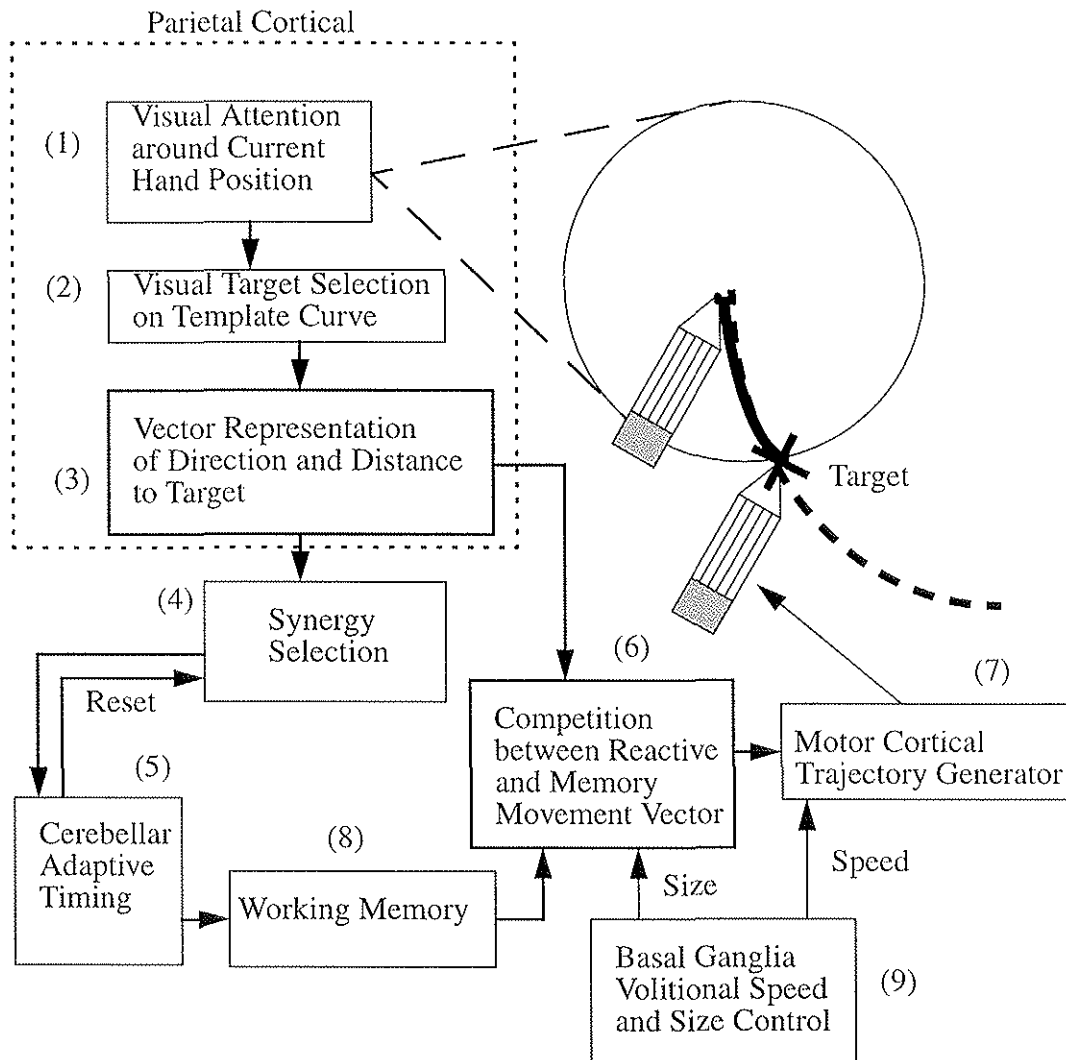 Parietal Cortical
(1)
Visual Attention
around Current
Hand Position
(2)
Visual Target Selection
on Template Curve
(3)
Vector Representation
of Direction and Distance
to Target
Target
(4)
Synergy
Selection
Reset
(5)
Cerebellar
Adaptive
Timing
(6)
Competition
between Reactive
and Memory
Movement Vector
(7)
Motor Cortical
Trajectory Generator
(8)
Working Memory
Size
Speed
Basal Ganglia
Volitional Speed
and Size Control
(9)